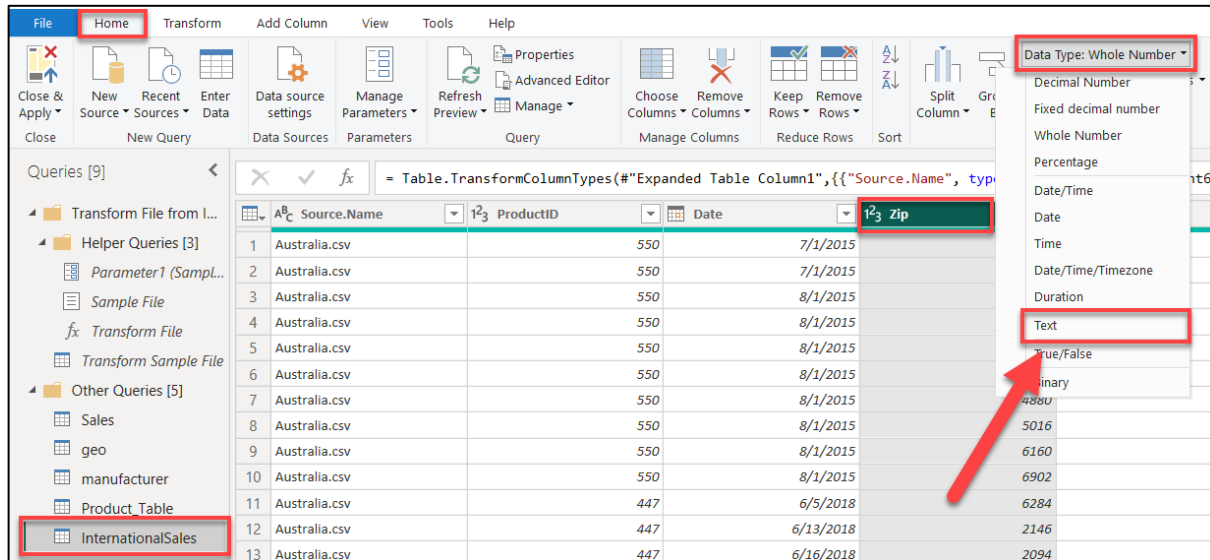 File Home Transform Add Column View Tools Help
Close & Apply
New Source
Recent Sources
Enter Data
Data source settings
Manage Parameters
Refresh Preview
Properties
Advanced Editor
Manage
Choose Columns
Remove Columns
Keep Rows
Remove Rows
Split Column
Data Type: Whole Number
Close New Query Data Sources Parameters Query Manage Columns Reduce Rows Sort
Decimal Number
Fixed decimal number
Whole Number
Percentage
Date/Time
Date
Time
Date/Time/Timezone
Duration
Text
True/False
Binary
Queries [9]
Transform File from I...
Helper Queries [3]
Parameter1 (Sampl...
Sample File
fx Transform File
Transform Sample File
Other Queries [5]
Sales
geo
manufacturer
Product_Table
InternationalSales
fx = Table.TransformColumnTypes(#"Expanded Table Column1",{{"Source.Name", type
ABC Source.Name 123 ProductID Date 123 Zip
1 Australia.csv 550 7/1/2015
2 Australia.csv 550 7/1/2015
3 Australia.csv 550 8/1/2015
4 Australia.csv 550 8/1/2015
5 Australia.csv 550 8/1/2015
6 Australia.csv 550 8/1/2015
7 Australia.csv 550 8/1/2015 4880
8 Australia.csv 550 8/1/2015 5016
9 Australia.csv 550 8/1/2015 6160
10 Australia.csv 550 8/1/2015 6902
11 Australia.csv 447 6/5/2018 6284
12 Australia.csv 447 6/13/2018 2146
13 Australia.csv 447 6/16/2018 2094